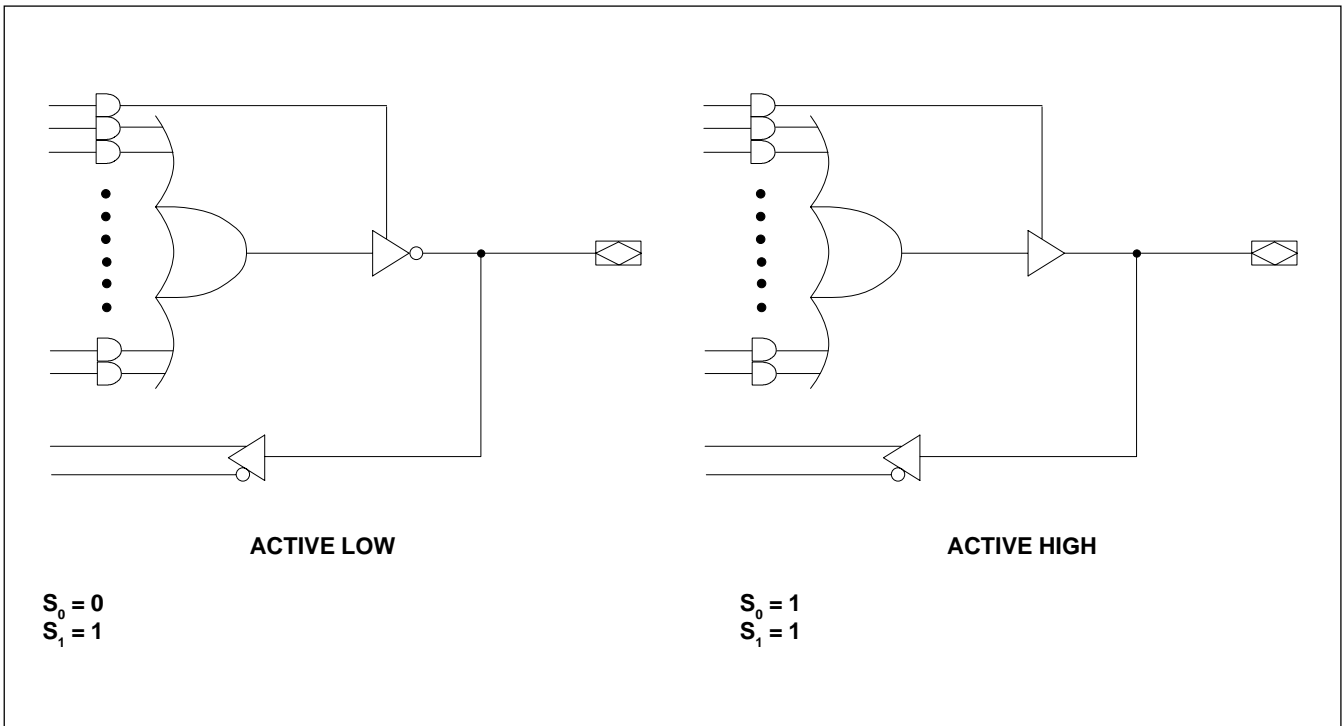 ACTIVE LOW
ACTIVE HIGH
S₀ = 0
S₁ = 1
S₀ = 1
S₁ = 1